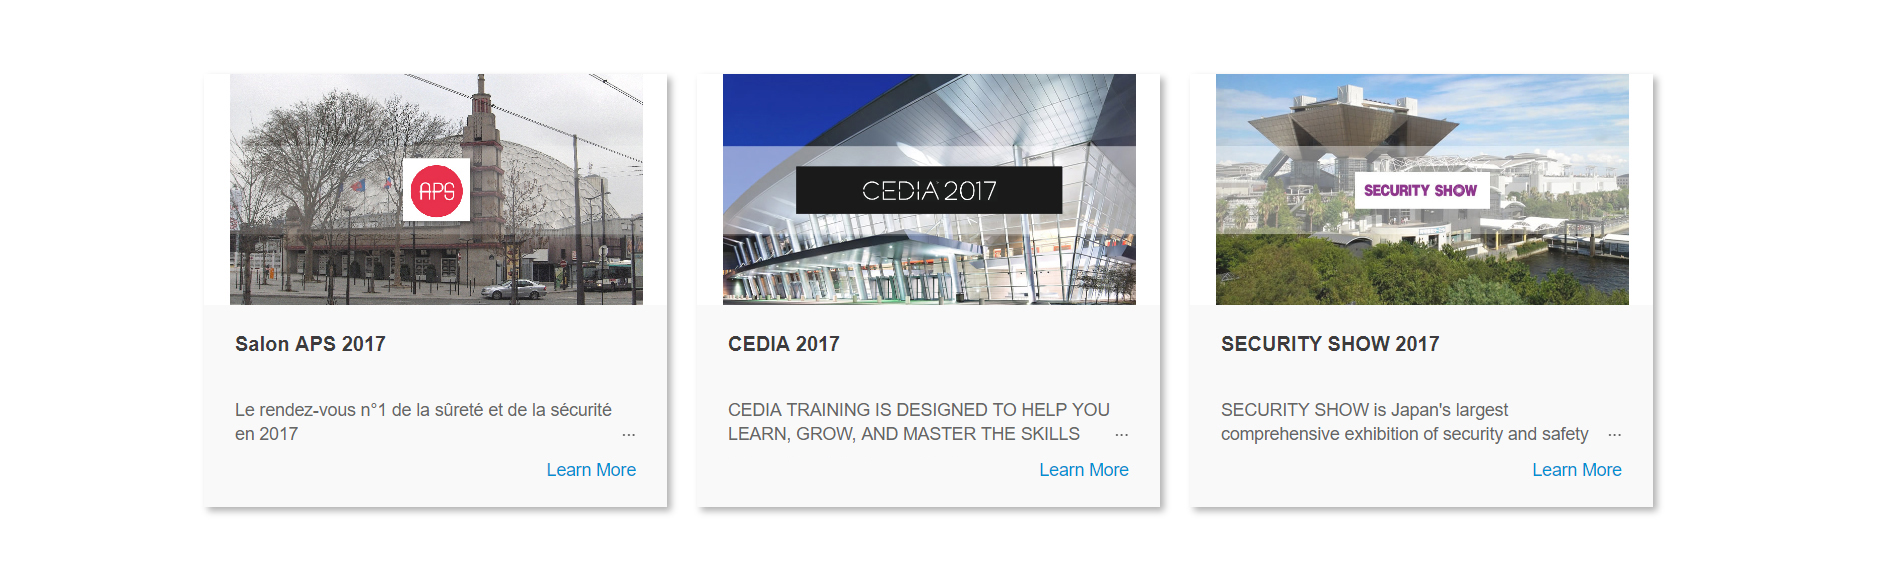 APS
Salon APS 2017
Le rendez-vous n°1 de la sûreté et de la sécurité
en 2017 ...
Learn More
CEDIA 2017
CEDIA 2017
CEDIA TRAINING IS DESIGNED TO HELP YOU
LEARN, GROW, AND MASTER THE SKILLS ...
Learn More
SECURITY SHOW
SECURITY SHOW 2017
SECURITY SHOW is Japan's largest
comprehensive exhibition of security and safety ...
Learn More